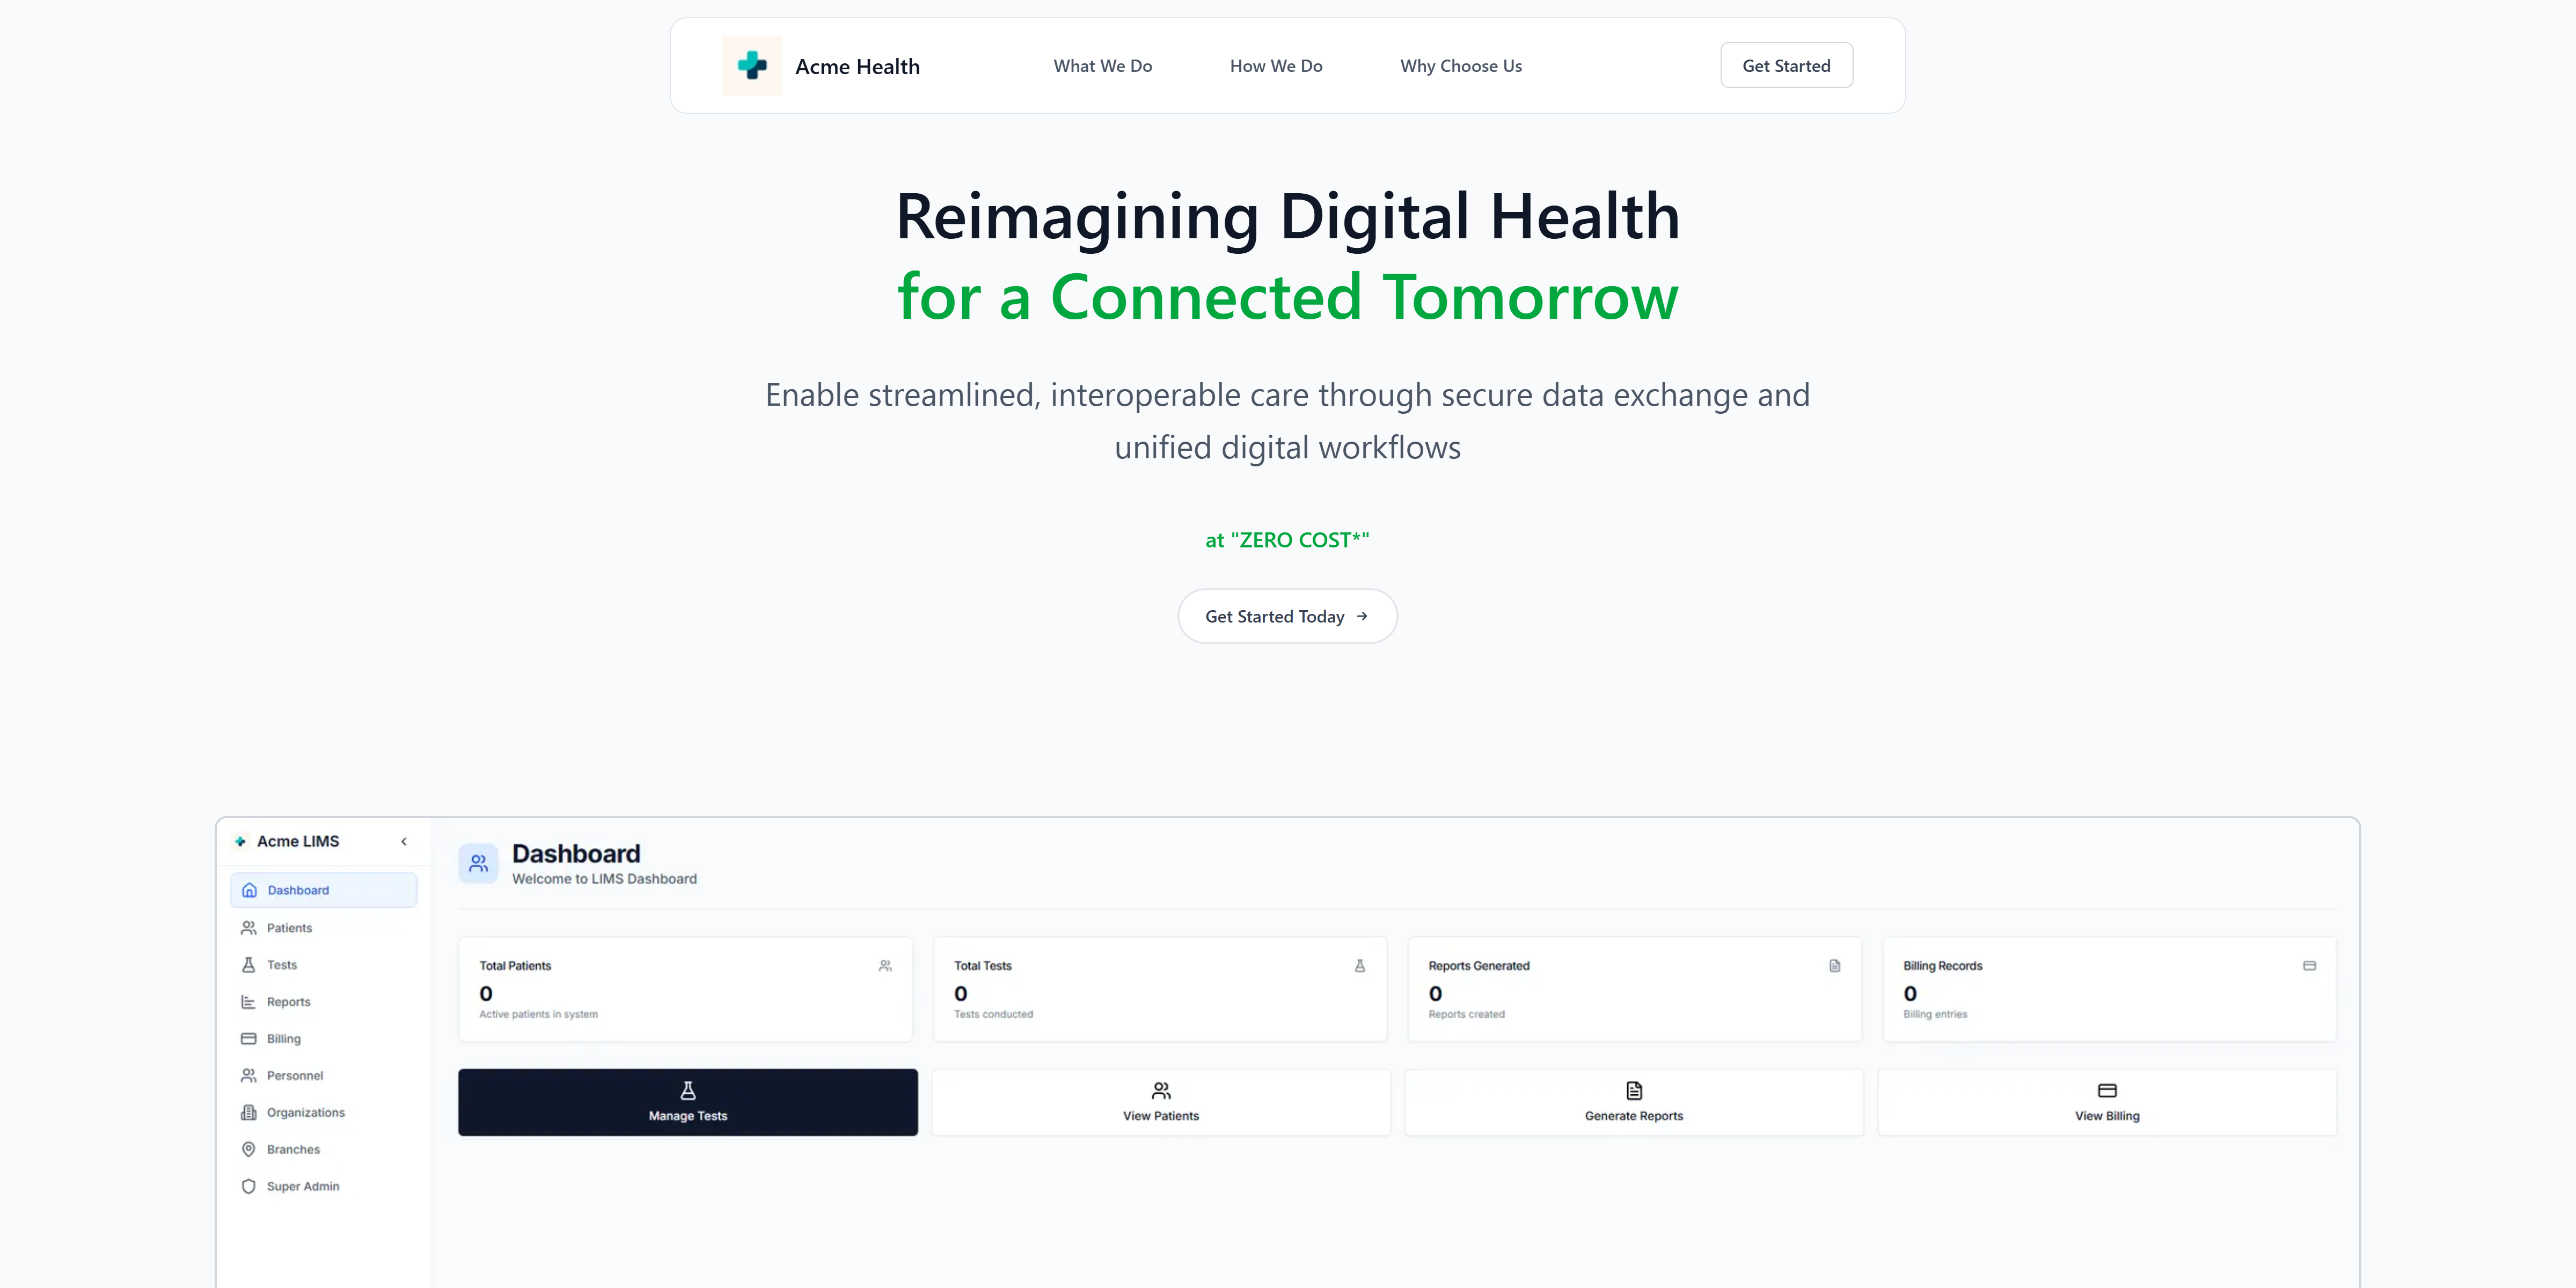 Acme Health
What We Do
How We Do
Why Choose Us
Get Started
Reimagining Digital Health
for a Connected Tomorrow
Enable streamlined, interoperable care through secure data exchange and
unified digital workflows
at "ZERO COST*"
Get Started Today →
Acme LIMS
Dashboard
Patients
Tests
Reports
Billing
Personnel
Organizations
Branches
Super Admin
Dashboard
Welcome to LIMS Dashboard
Total Patients
0
Active patients in system
Total Tests
0
Tests conducted
Reports Generated
0
Reports created
Billing Records
0
Billing entries
Manage Tests
View Patients
Generate Reports
View Billing